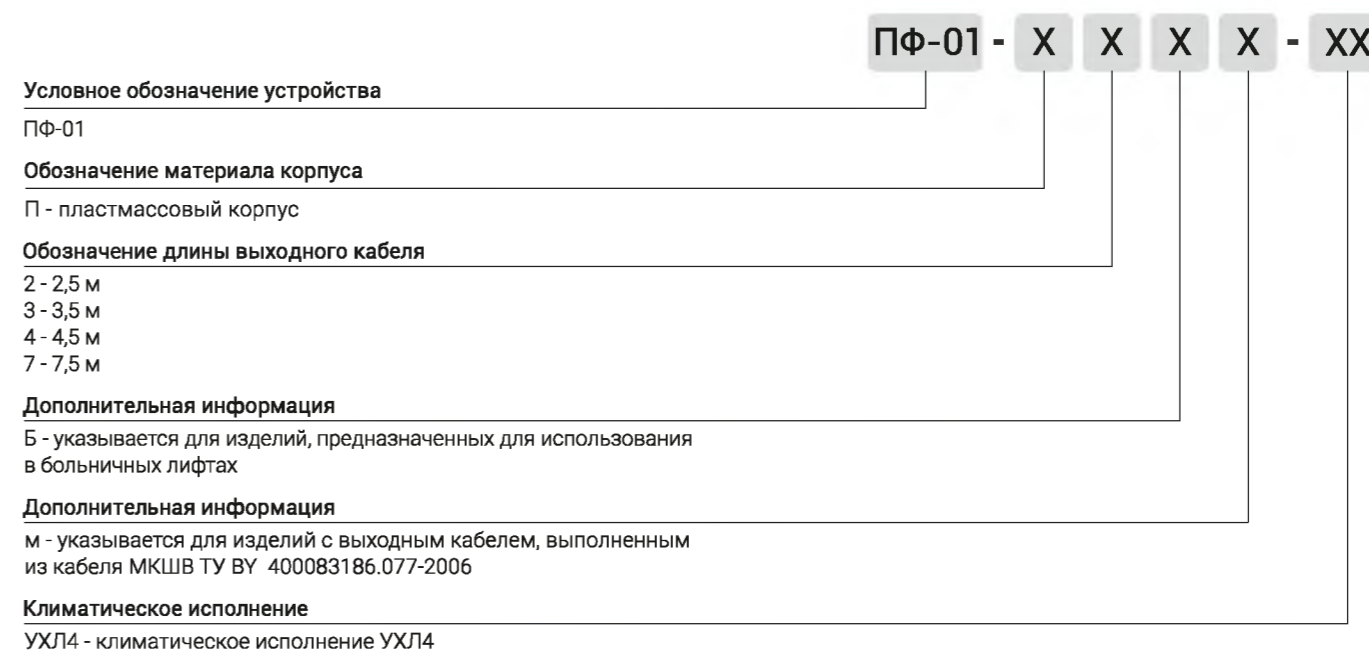 ПФ-01 - X X X X - XX
Условное обозначение устройства
ПФ-01
Обозначение материала корпуса
П - пластмассовый корпус
Обозначение длины выходного кабеля
2 - 2,5 м
3 - 3,5 м
4 - 4,5 м
7 - 7,5 м
Дополнительная информация
Б - указывается для изделий, предназначенных для использования
в больничных лифтах
Дополнительная информация
м - указывается для изделий с выходным кабелем, выполненным
из кабеля МКШВ ТУ BY 400083186.077-2006
Климатическое исполнение
УХЛ4 - климатическое исполнение УХЛ4